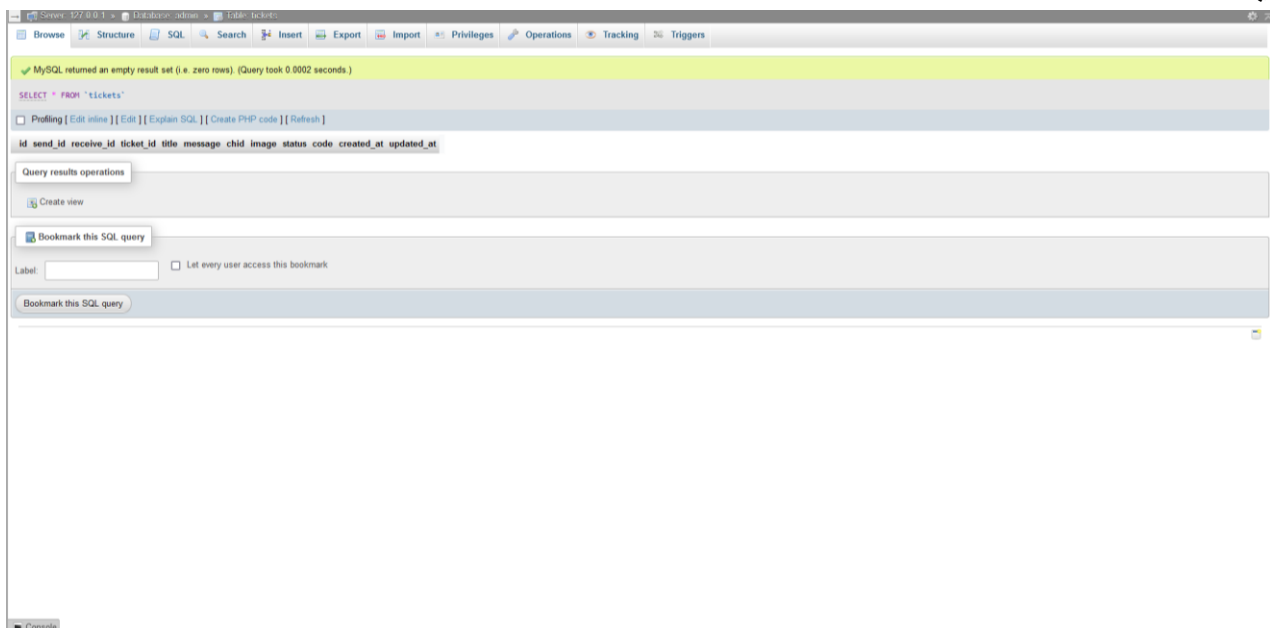 Server: 127.0.0.1 » Database: admin » Table: tickets
Browse Structure SQL Search Insert Export Import Privileges Operations Tracking Triggers
MySQL returned an empty result set (i.e. zero rows). (Query took 0.0002 seconds.)
SELECT * FROM `tickets`
Profiling [ Edit inline ] [ Edit ] [ Explain SQL ] [ Create PHP code ] [ Refresh ]
id send_id receive_id ticket_id title message chid image status code created_at updated_at
Query results operations
Create view
Bookmark this SQL query
Label: Let every user access this bookmark
Bookmark this SQL query
Console